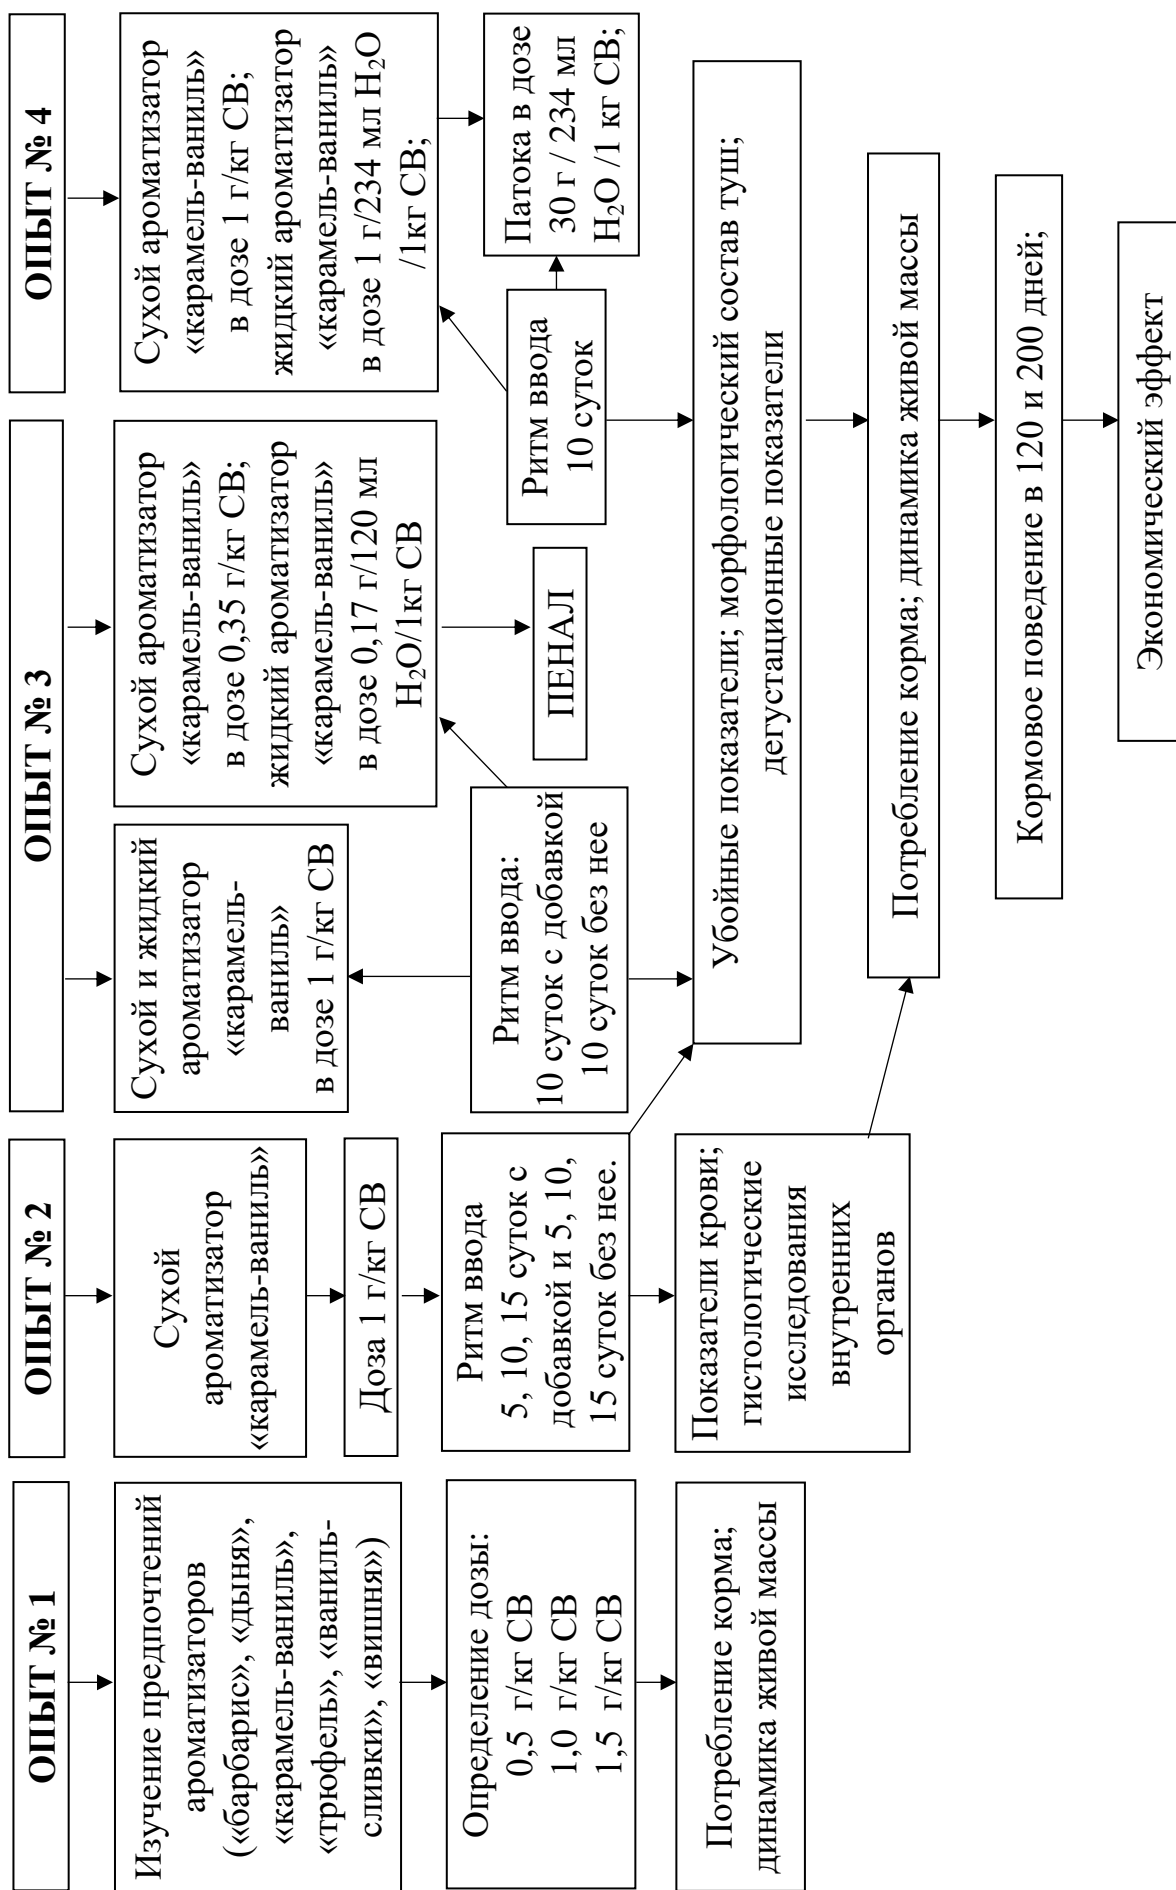 ОПЫТ № 1
Изучение предпочтений
ароматизаторов
(«барбарис», «дыня»,
«карамель-ваниль»,
«трюфель», «ваниль-
сливки», «вишня»)
Определение дозы:
0,5 г/кг СВ
1,0 г/кг СВ
1,5 г/кг СВ
Потребление корма;
динамика живой массы
ОПЫТ № 2
Сухой
ароматизатор
«карамель-ваниль»
Доза 1 г/кг СВ
Ритм ввода
5, 10, 15 суток с
добавкой и 5, 10,
15 суток без нее.
Показатели крови;
гистологические
исследования
внутренних
органов
ОПЫТ № 3
Сухой и жидкий
ароматизатор
«карамель-
ваниль»
в дозе 1 г/кг СВ
Сухой ароматизатор
«карамель-ваниль»
в дозе 0,35 г/кг СВ;
жидкий ароматизатор
«карамель-ваниль»
в дозе 0,17 г/120 мл
H₂O/1кг СВ
Ритм ввода:
10 суток с добавкой
10 суток без нее
ПЕНАЛ
ОПЫТ № 4
Сухой ароматизатор
«карамель-ваниль»
в дозе 1 г/кг СВ;
жидкий ароматизатор
«карамель-ваниль»
в дозе 1 г/234 мл H₂O
/1кг СВ;
Патока в дозе
30 г / 234 мл
H₂O /1 кг СВ;
Ритм ввода
10 суток
Убойные показатели; морфологический состав туш;
дегустационные показатели
Потребление корма; динамика живой массы
Кормовое поведение в 120 и 200 дней;
Экономический эффект